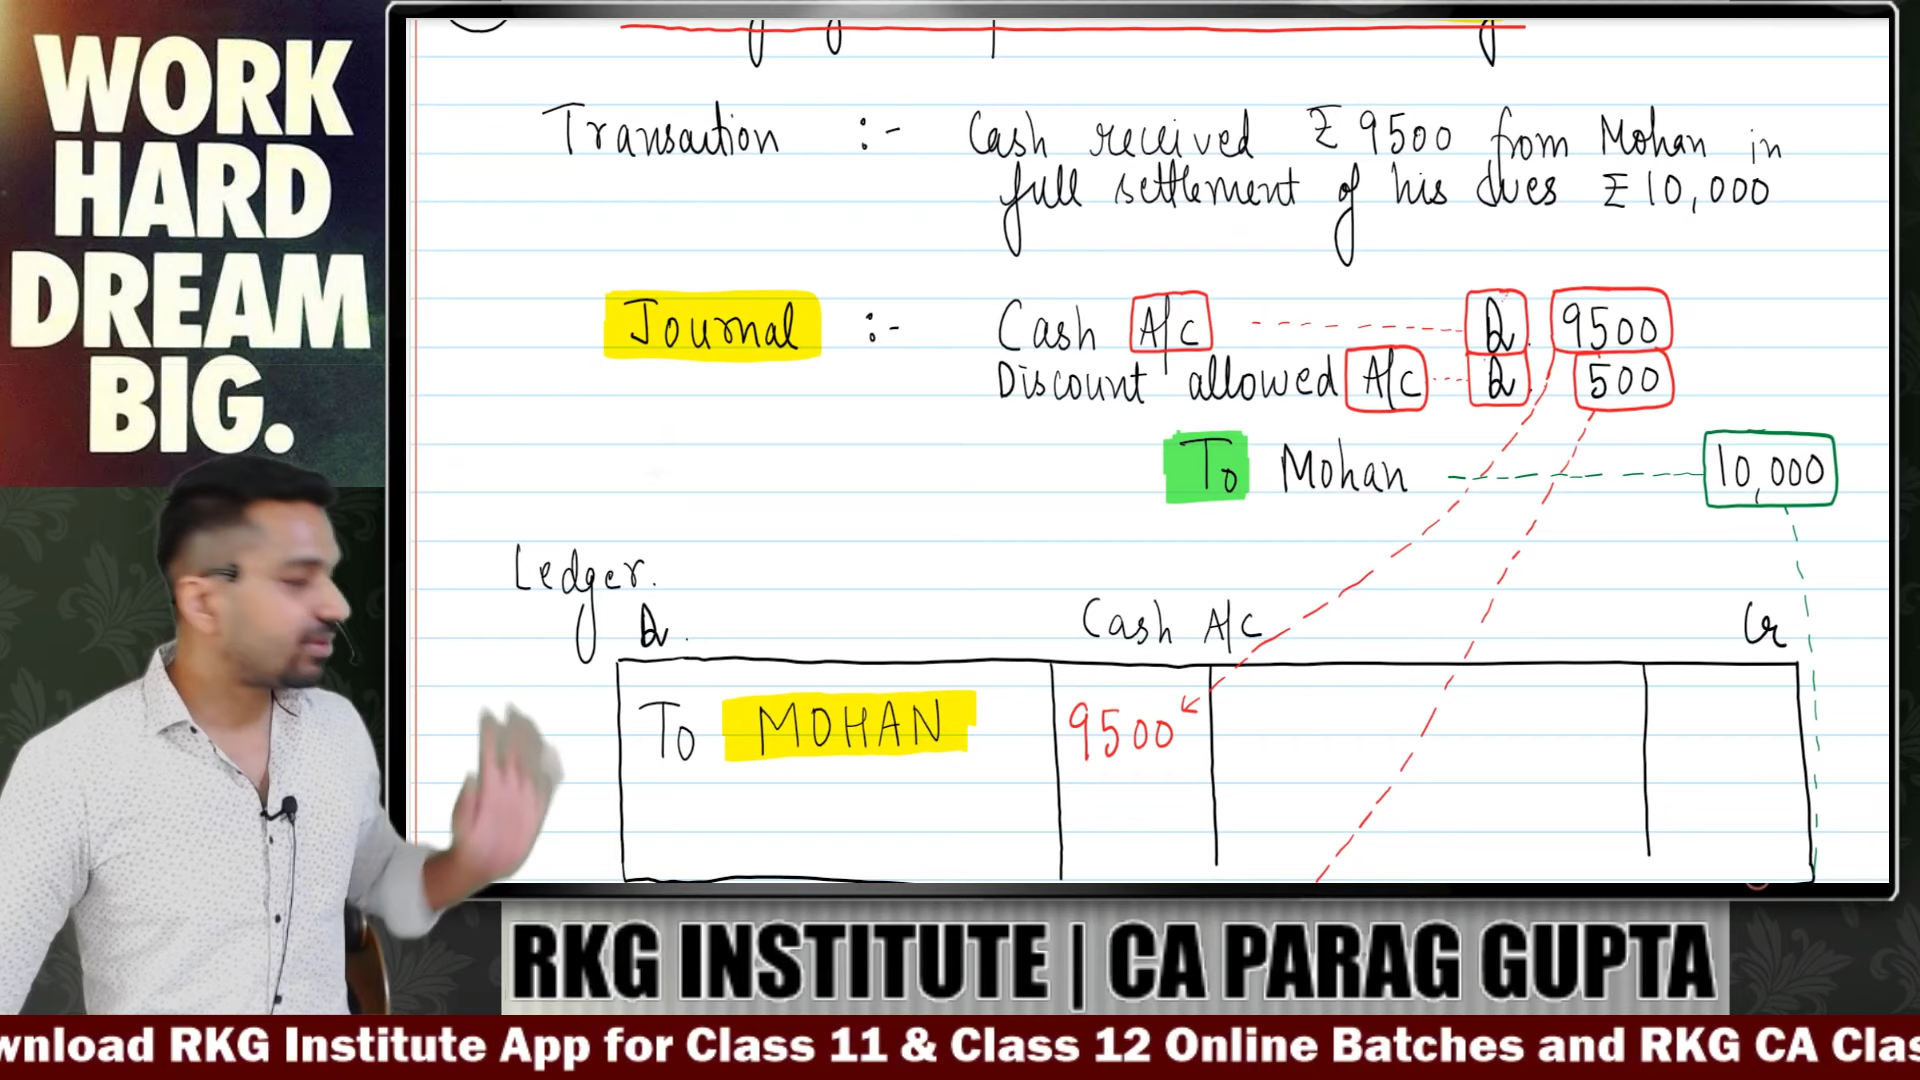 WORK
HARD
DREAM
BIG.
Transaction :- Cash received ₹ 9500 from Mohan in
full settlement of his dues ₹ 10,000
Journal :- Cash A/c Dr. 9500
Discount allowed A/c Dr. 500
To Mohan 10,000
Ledger.
Dr. Cash A/c Cr
To MOHAN 9500
RKG INSTITUTE | CA PARAG GUPTA
wnload RKG Institute App for Class 11 & Class 12 Online Batches and RKG CA Clas